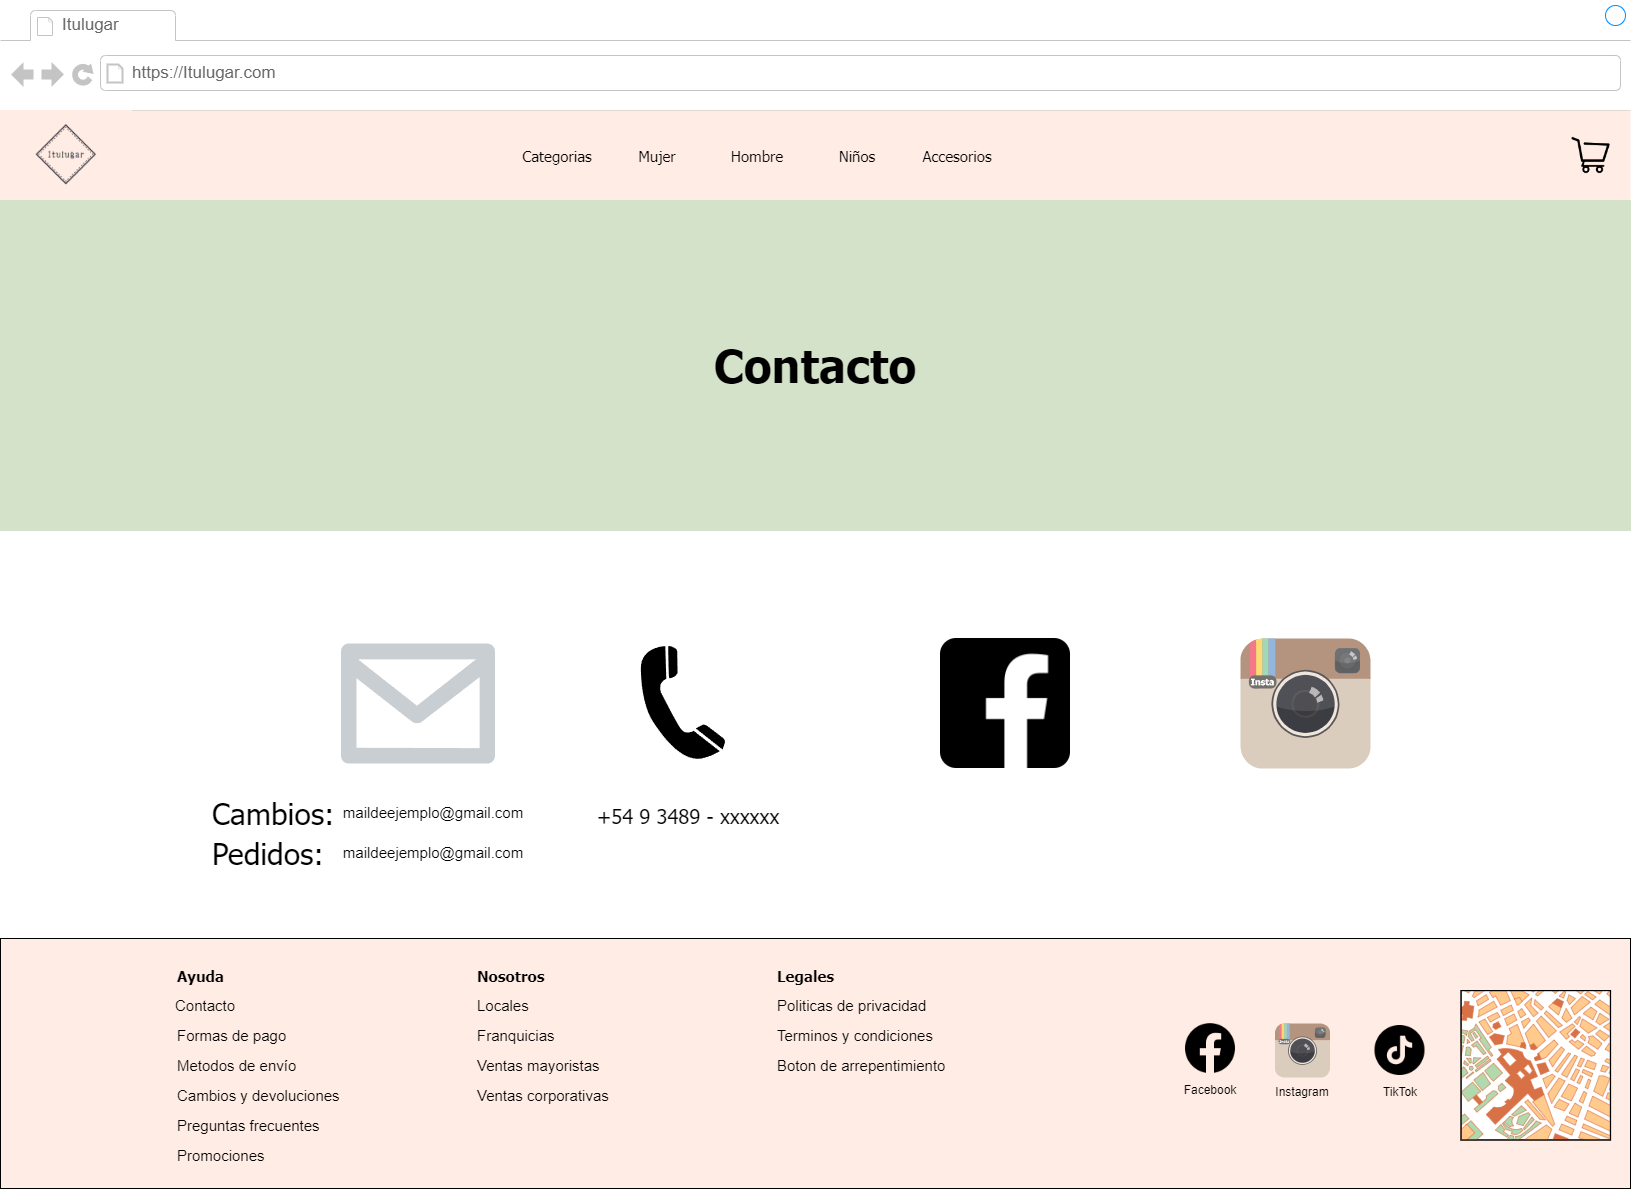 Itulugar
https://Itulugar.com
Itulugar
Categorias Mujer Hombre Niños Accesorios
Contacto
Insta
Cambios: maildeejemplo@gmail.com
+54 9 3489 - xxxxxx
Pedidos: maildeejemplo@gmail.com
Ayuda
Contacto
Formas de pago
Metodos de envío
Cambios y devoluciones
Preguntas frecuentes
Promociones
Nosotros
Locales
Franquicias
Ventas mayoristas
Ventas corporativas
Legales
Politicas de privacidad
Terminos y condiciones
Boton de arrepentimiento
Insta
Facebook
Instagram
TikTok